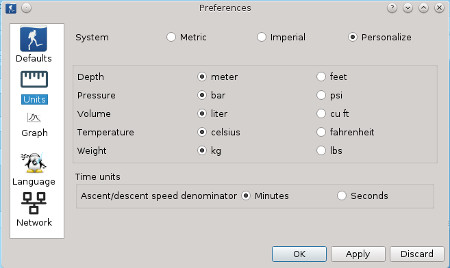 Preferences
System Metric Imperial Personalize
Defaults
Units
Graph
Language
Network
Depth meter feet
Pressure bar psi
Volume liter cu ft
Temperature celsius fahrenheit
Weight kg lbs
Time units
Ascent/descent speed denominator Minutes Seconds
OK Apply Discard